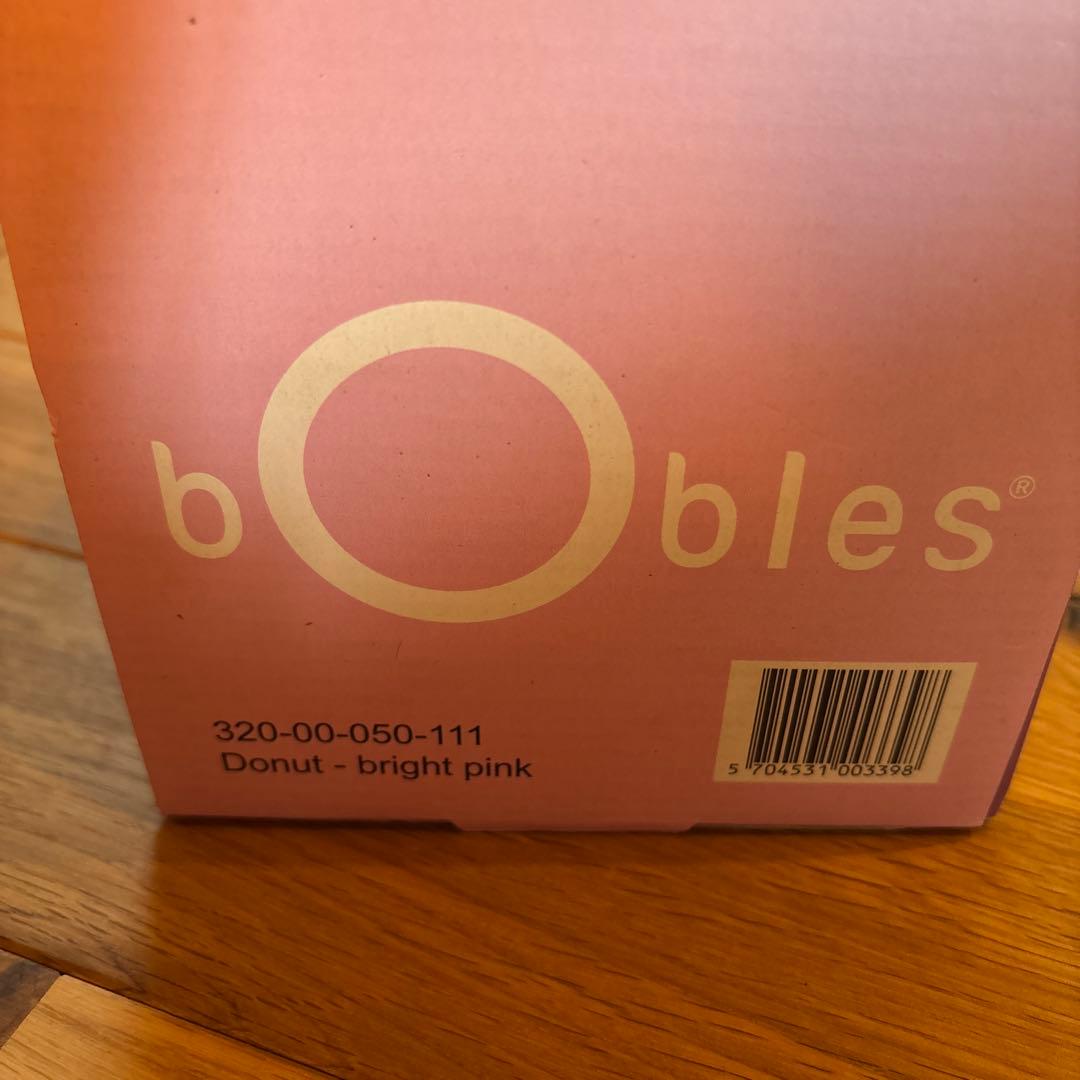 bObles®
320-00-050-111
Donut - bright pink
5 704531 003398